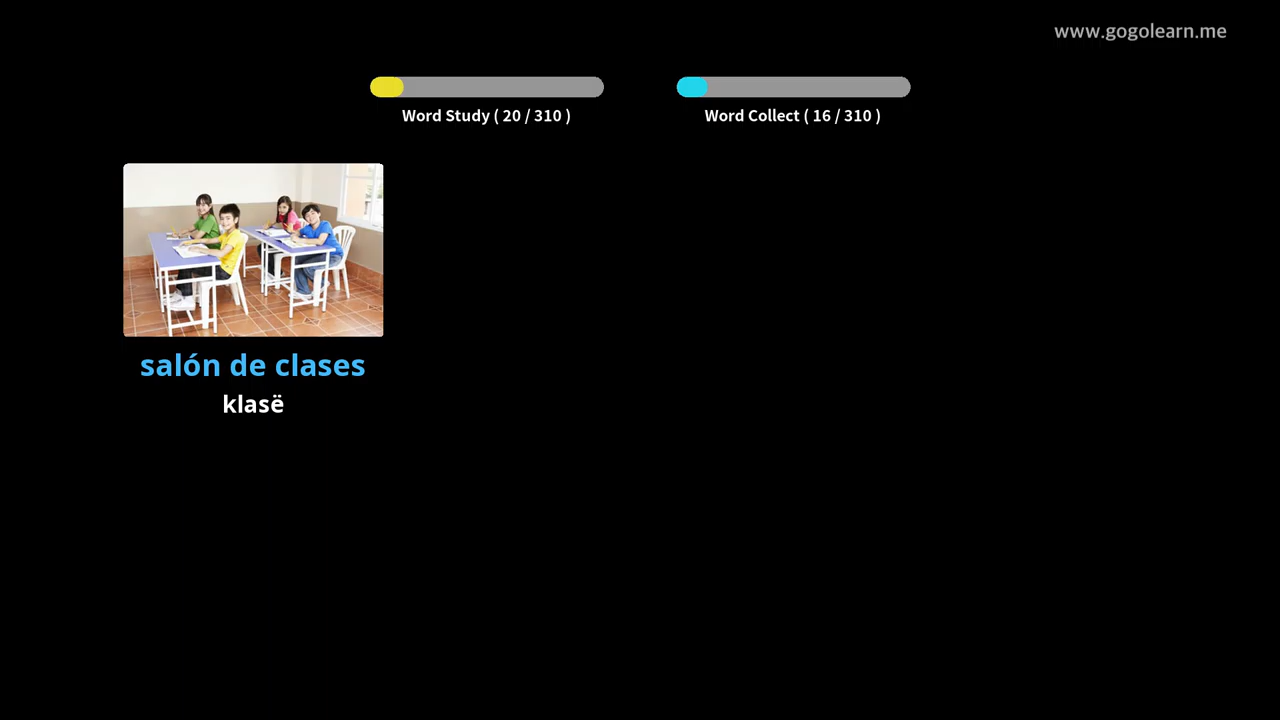 www.gogolearn.me
Word Study ( 20 / 310 )
Word Collect ( 16 / 310 )
salón de clases
klasë